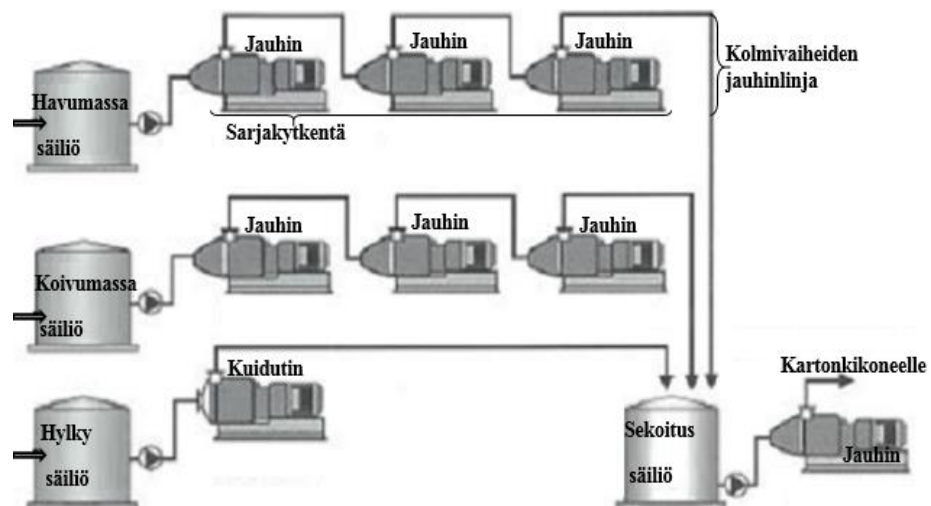 Jauhin
Jauhin
Jauhin
Kolmivaiheiden
jauhinlinja
Havumassa
säiliö
Sarjakytkentä
Jauhin
Jauhin
Jauhin
Koivumassa
säiliö
Kuidutin
Kartonkikoneelle
Hylky
säiliö
Sekoitus
säiliö
Jauhin